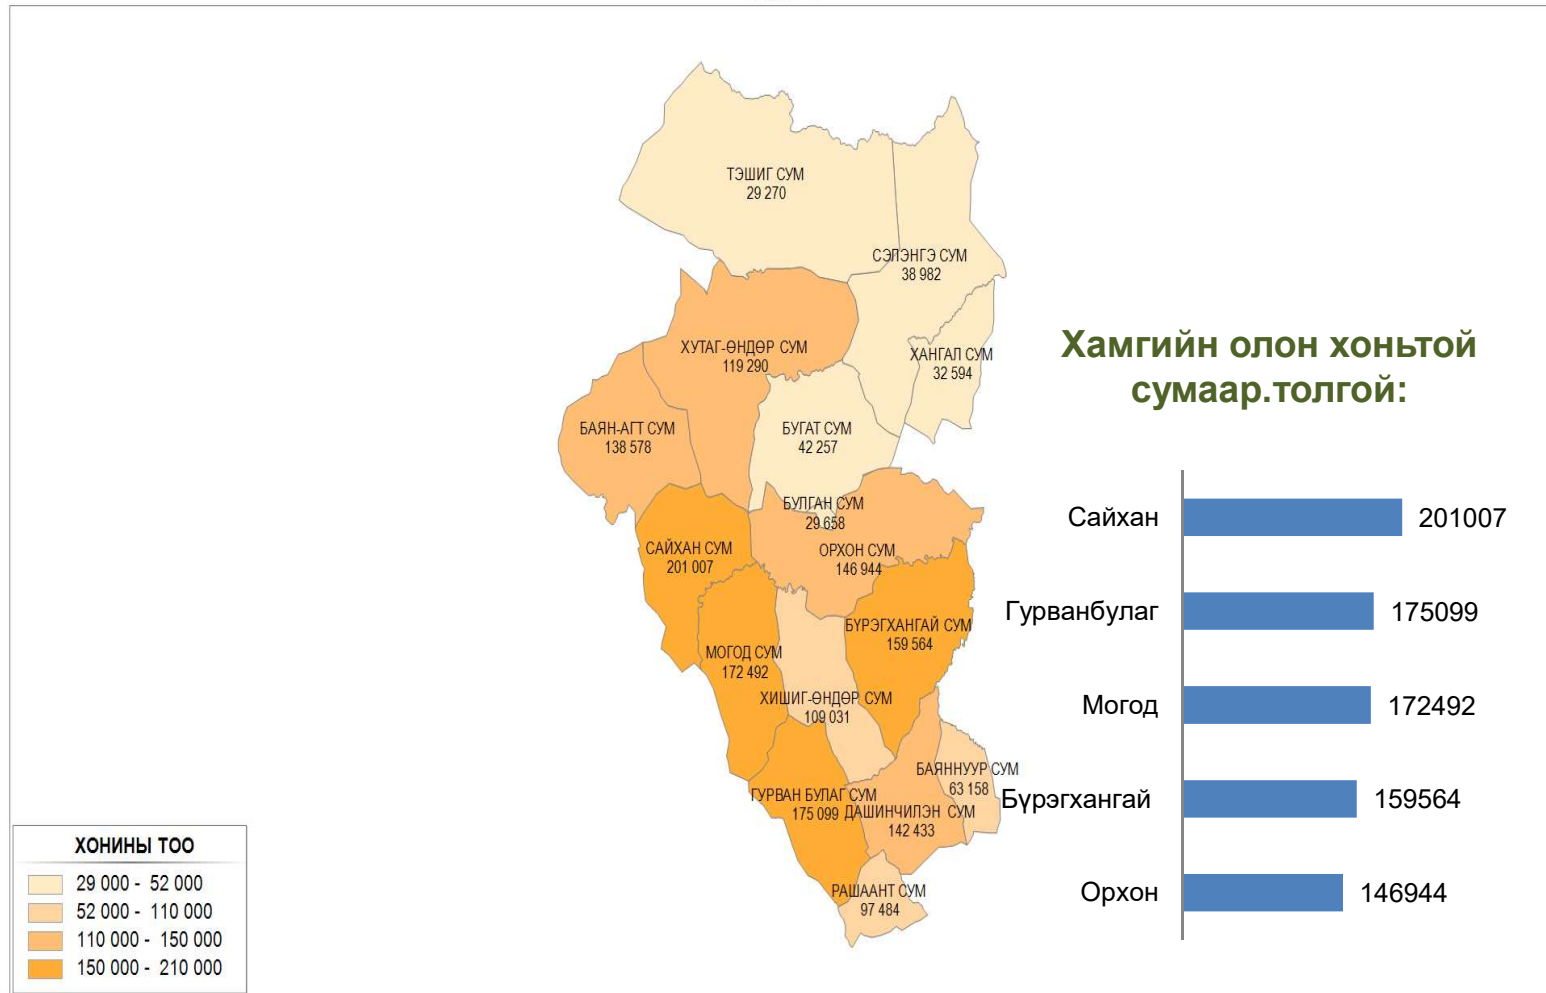 ТЭШИГ СУМ
29 270
СЭЛЭНГЭ СУМ
38 982
ХУТАГ-ӨНДӨР СУМ
119 290
ХАНГАЛ СУМ
32 594
БАЯН-АГТ СУМ
138 578
БУГАТ СУМ
42 257
БУЛГАН СУМ
29 658
САЙХАН СУМ
201 007
ОРХОН СУМ
146 944
БҮРЭГХАНГАЙ СУМ
159 564
МОГОД СУМ
172 492
ХИШИГ-ӨНДӨР СУМ
109 031
БАЯННУУР СУМ
63 158
ГУРВАН БУЛАГ СУМ
175 099
ДАШИНЧИЛЭН СУМ
142 433
РАШААНТ СУМ
97 484
ХОНИНЫ ТОО
29 000 - 52 000
52 000 - 110 000
110 000 - 150 000
150 000 - 210 000
Хамгийн олон хоньтой
сумаар.толгой:
Сайхан 201007
Гурванбулаг 175099
Могод 172492
Бүрэгхангай 159564
Орхон 146944